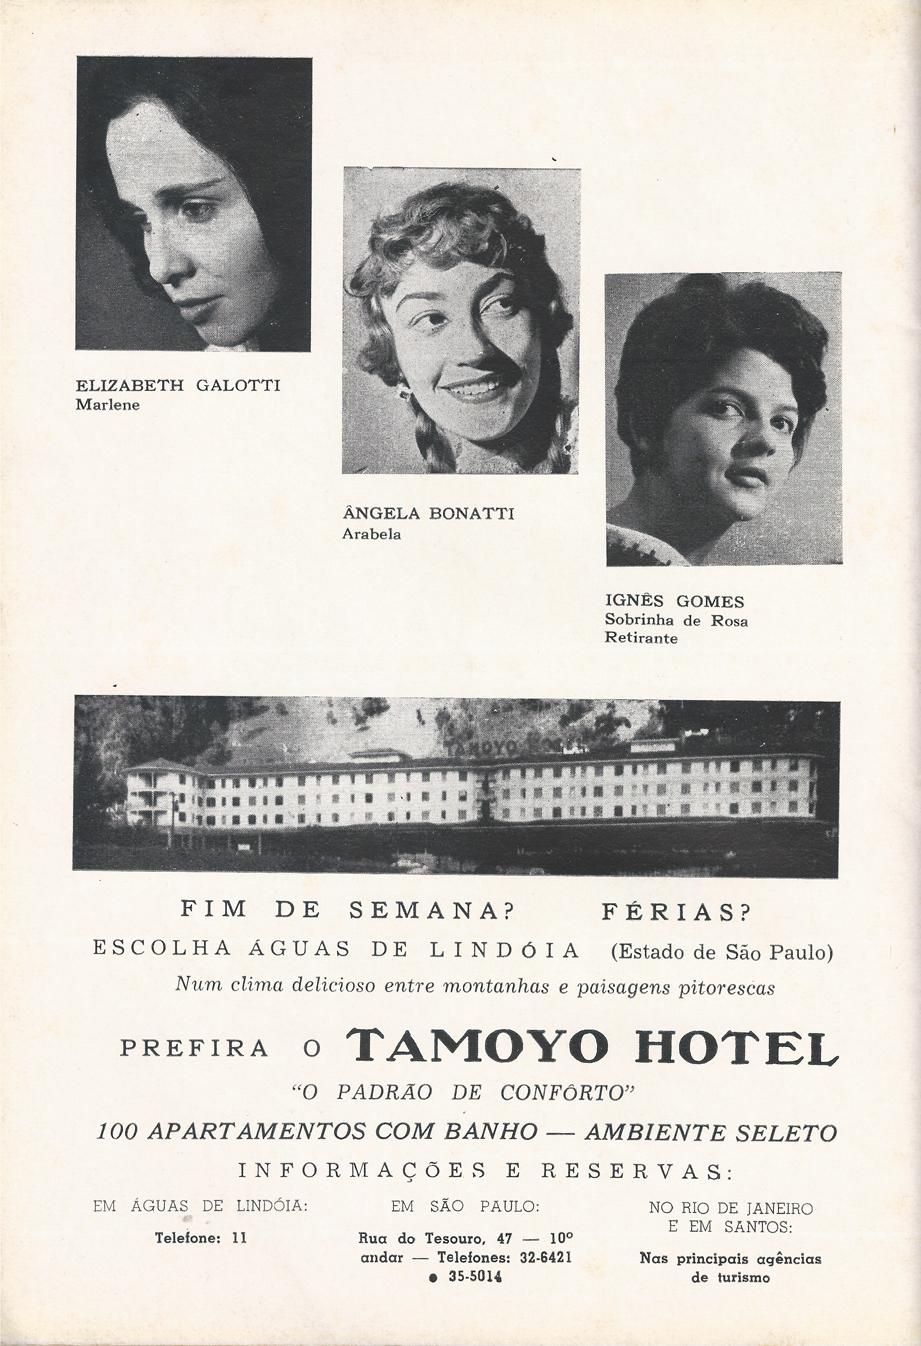 ELIZABETH GALOTTI
Marlene
ÂNGELA BONATTI
Arabela
IGNÊS GOMES
Sobrinha de Rosa
Retirante
TAMOYO HOTEL
FIM DE SEMANA? FÉRIAS?
ESCOLHA ÁGUAS DE LINDÓIA (Estado de São Paulo)
Num clima delicioso entre montanhas e paisagens pitorescas
PREFIRA O TAMOYO HOTEL
“O PADRÃO DE CONFÔRTO”
100 APARTAMENTOS COM BANHO — AMBIENTE SELETO
INFORMAÇÕES E RESERVAS:
EM ÁGUAS DE LINDÓIA:
Telefone: 11
EM SÃO PAULO:
Rua do Tesouro, 47 — 10º
andar — Telefones: 32-6421
● 35-5014
NO RIO DE JANEIRO
E EM SANTOS:
Nas principais agências
de turismo